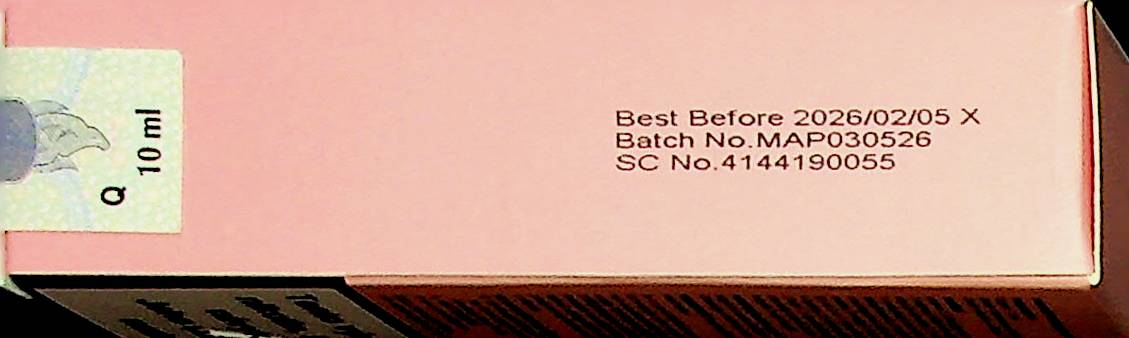 Best Before 2026/02/05 X
Batch No.MAP030526
SC No.4144190055
Q
10 ml